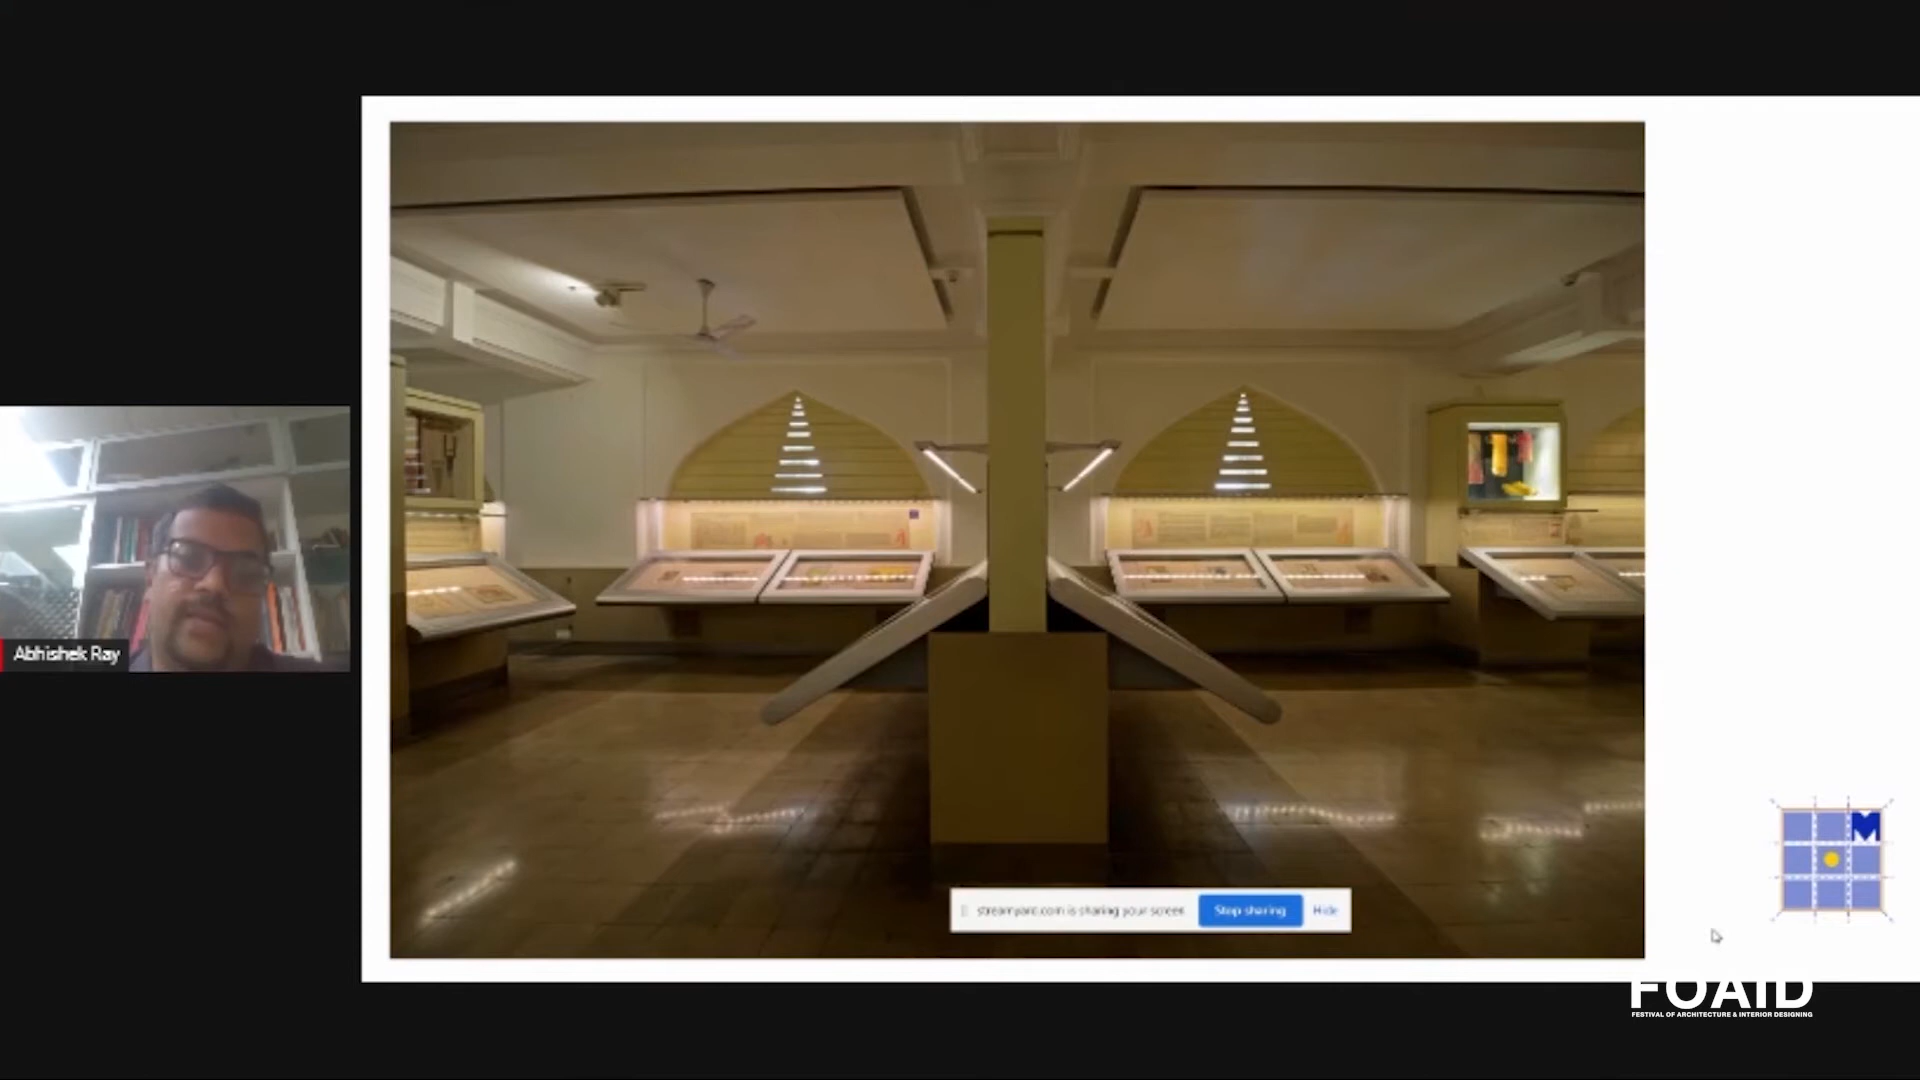 Abhishek Ray
streamyard.com is sharing your screen
Stop sharing
Hide
M
FOAID
FESTIVAL OF ARCHITECTURE & INTERIOR DESIGNING